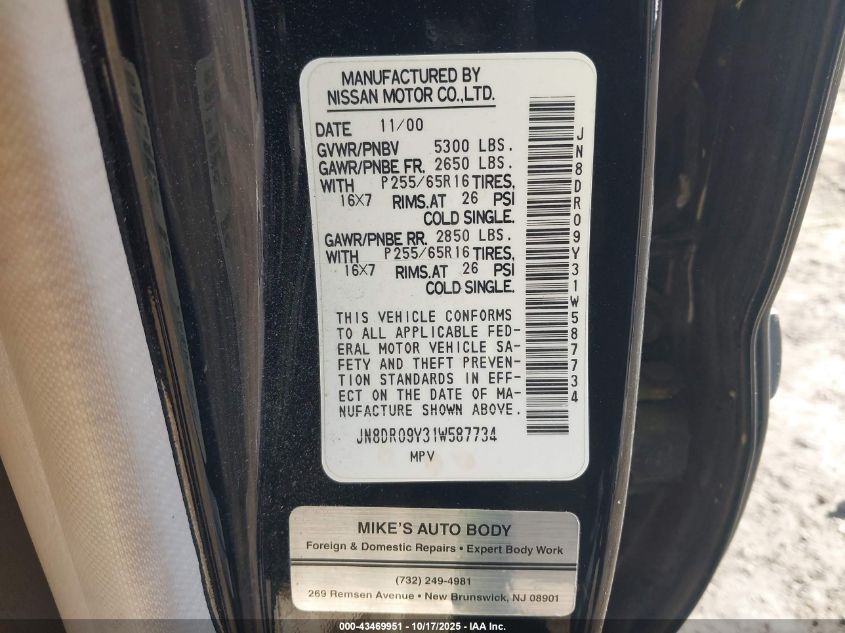 MANUFACTURED BY
NISSAN MOTOR CO.,LTD.
DATE 11/00
GVWR/PNBV 5300 LBS.
GAWR/PNBE FR. 2650 LBS.
WITH P255/65R16 TIRES,
16X7 RIMS.AT 26 PSI
COLD SINGLE.
GAWR/PNBE RR. 2850 LBS.
WITH P255/65R16 TIRES,
16X7 RIMS.AT 26 PSI
COLD SINGLE.
THIS VEHICLE CONFORMS
TO ALL APPLICABLE FED-
ERAL MOTOR VEHICLE SA-
FETY AND THEFT PREVEN-
TION STANDARDS IN EFF-
ECT ON THE DATE OF MA-
NUFACTURE SHOWN ABOVE.
JN8DR09Y31W587734
MPV
JN8DR09Y31W587734
MIKE'S AUTO BODY
Foreign & Domestic Repairs • Expert Body Work
(732) 249-4981
269 Remsen Avenue • New Brunswick, NJ 08901
000-43469951 - 10/17/2025 - IAA Inc.